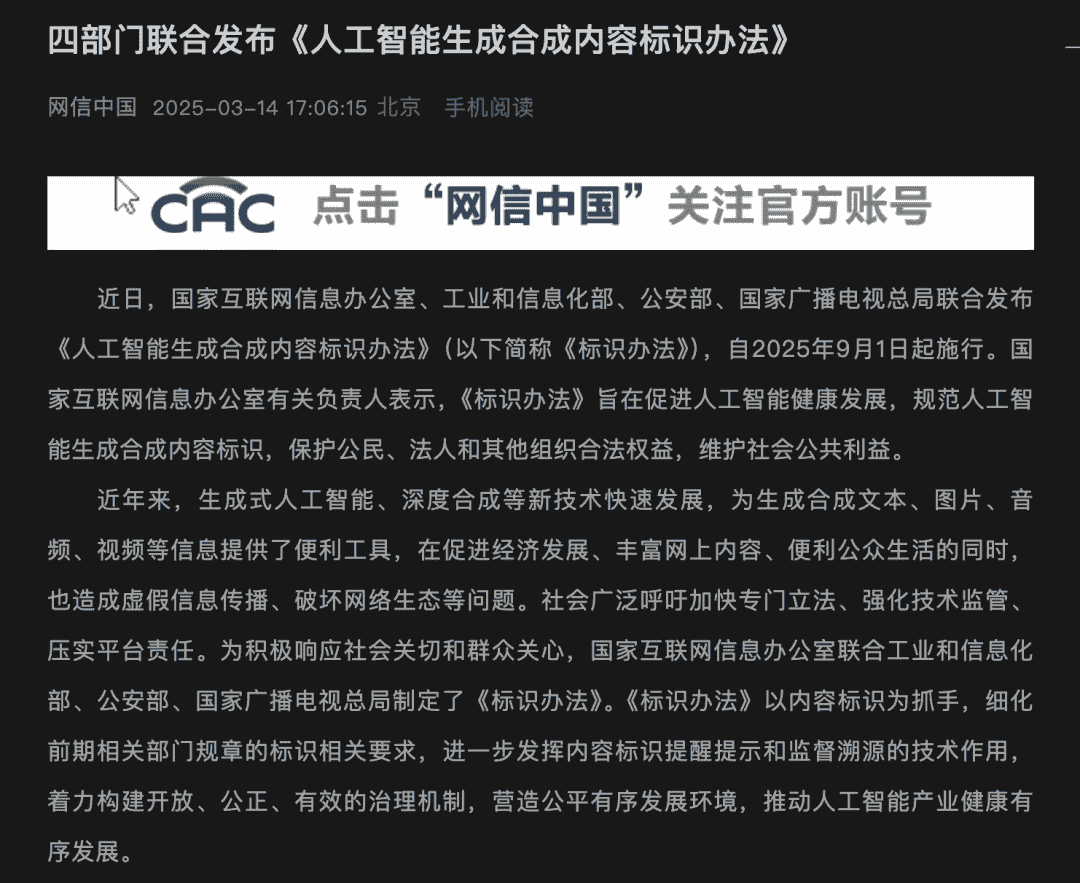 四部门联合发布《人工智能生成合成内容标识办法》
网信中国 2025-03-14 17:06:15 北京 手机阅读
CAC 点击“网信中国”关注官方账号
近日，国家互联网信息办公室、工业和信息化部、公安部、国家广播电视总局联合发布
《人工智能生成合成内容标识办法》（以下简称《标识办法》），自2025年9月1日起施行。国
家互联网信息办公室有关负责人表示，《标识办法》旨在促进人工智能健康发展，规范人工智
能生成合成内容标识，保护公民、法人和其他组织合法权益，维护社会公共利益。
近年来，生成式人工智能、深度合成等新技术快速发展，为生成合成文本、图片、音
频、视频等信息提供了便利工具，在促进经济发展、丰富网上内容、便利公众生活的同时，
也造成虚假信息传播、破坏网络生态等问题。社会广泛呼吁加快专门立法、强化技术监管、
压实平台责任。为积极响应社会关切和群众关心，国家互联网信息办公室联合工业和信息化
部、公安部、国家广播电视总局制定了《标识办法》。《标识办法》以内容标识为抓手，细化
前期相关部门规章的标识相关要求，进一步发挥内容标识提醒提示和监督溯源的技术作用，
着力构建开放、公正、有效的治理机制，营造公平有序发展环境，推动人工智能产业健康有
序发展。